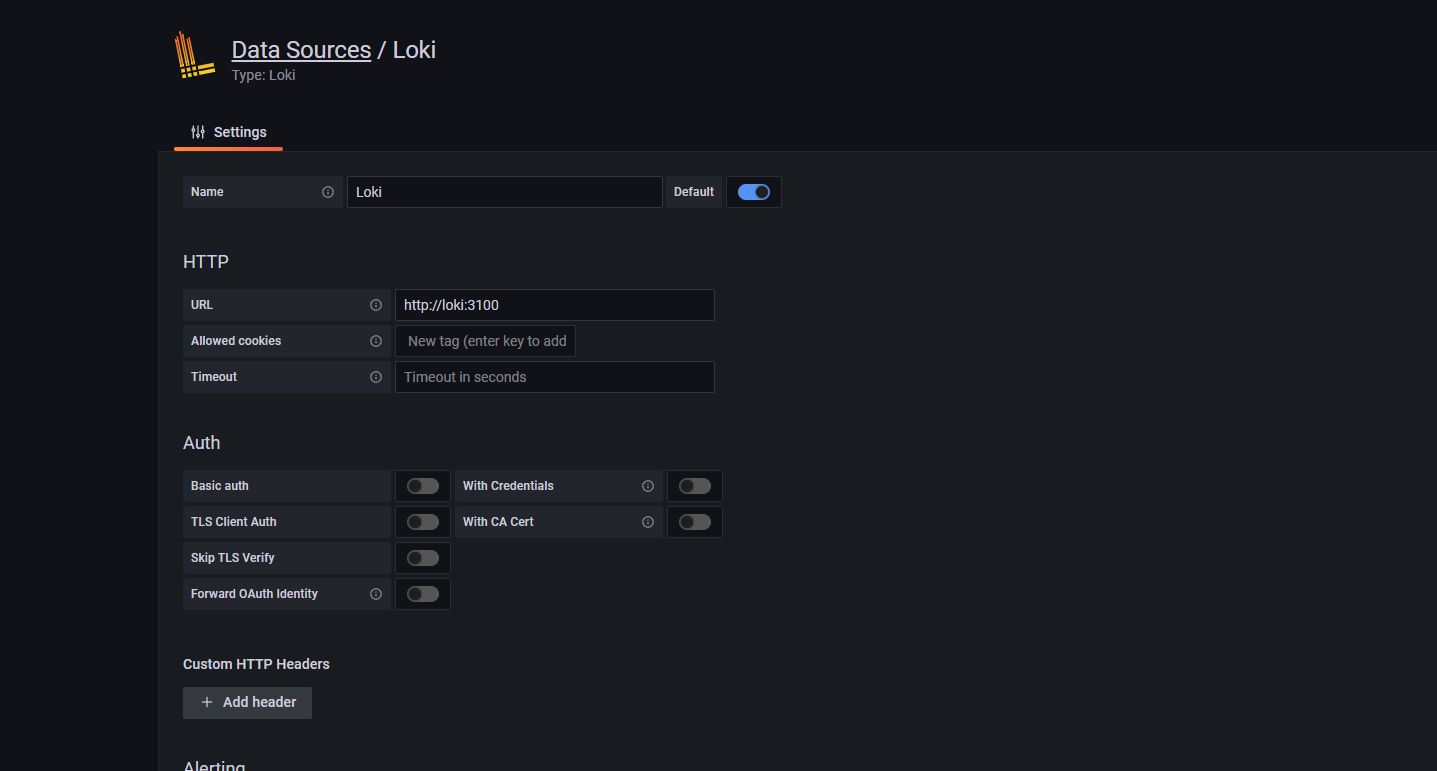 Data Sources / Loki
Type: Loki
Settings
Name
Loki
Default
HTTP
URL
http://loki:3100
Allowed cookies
New tag (enter key to add
Timeout
Timeout in seconds
Auth
Basic auth
With Credentials
TLS Client Auth
With CA Cert
Skip TLS Verify
Forward OAuth Identity
Custom HTTP Headers
Add header
Alerting